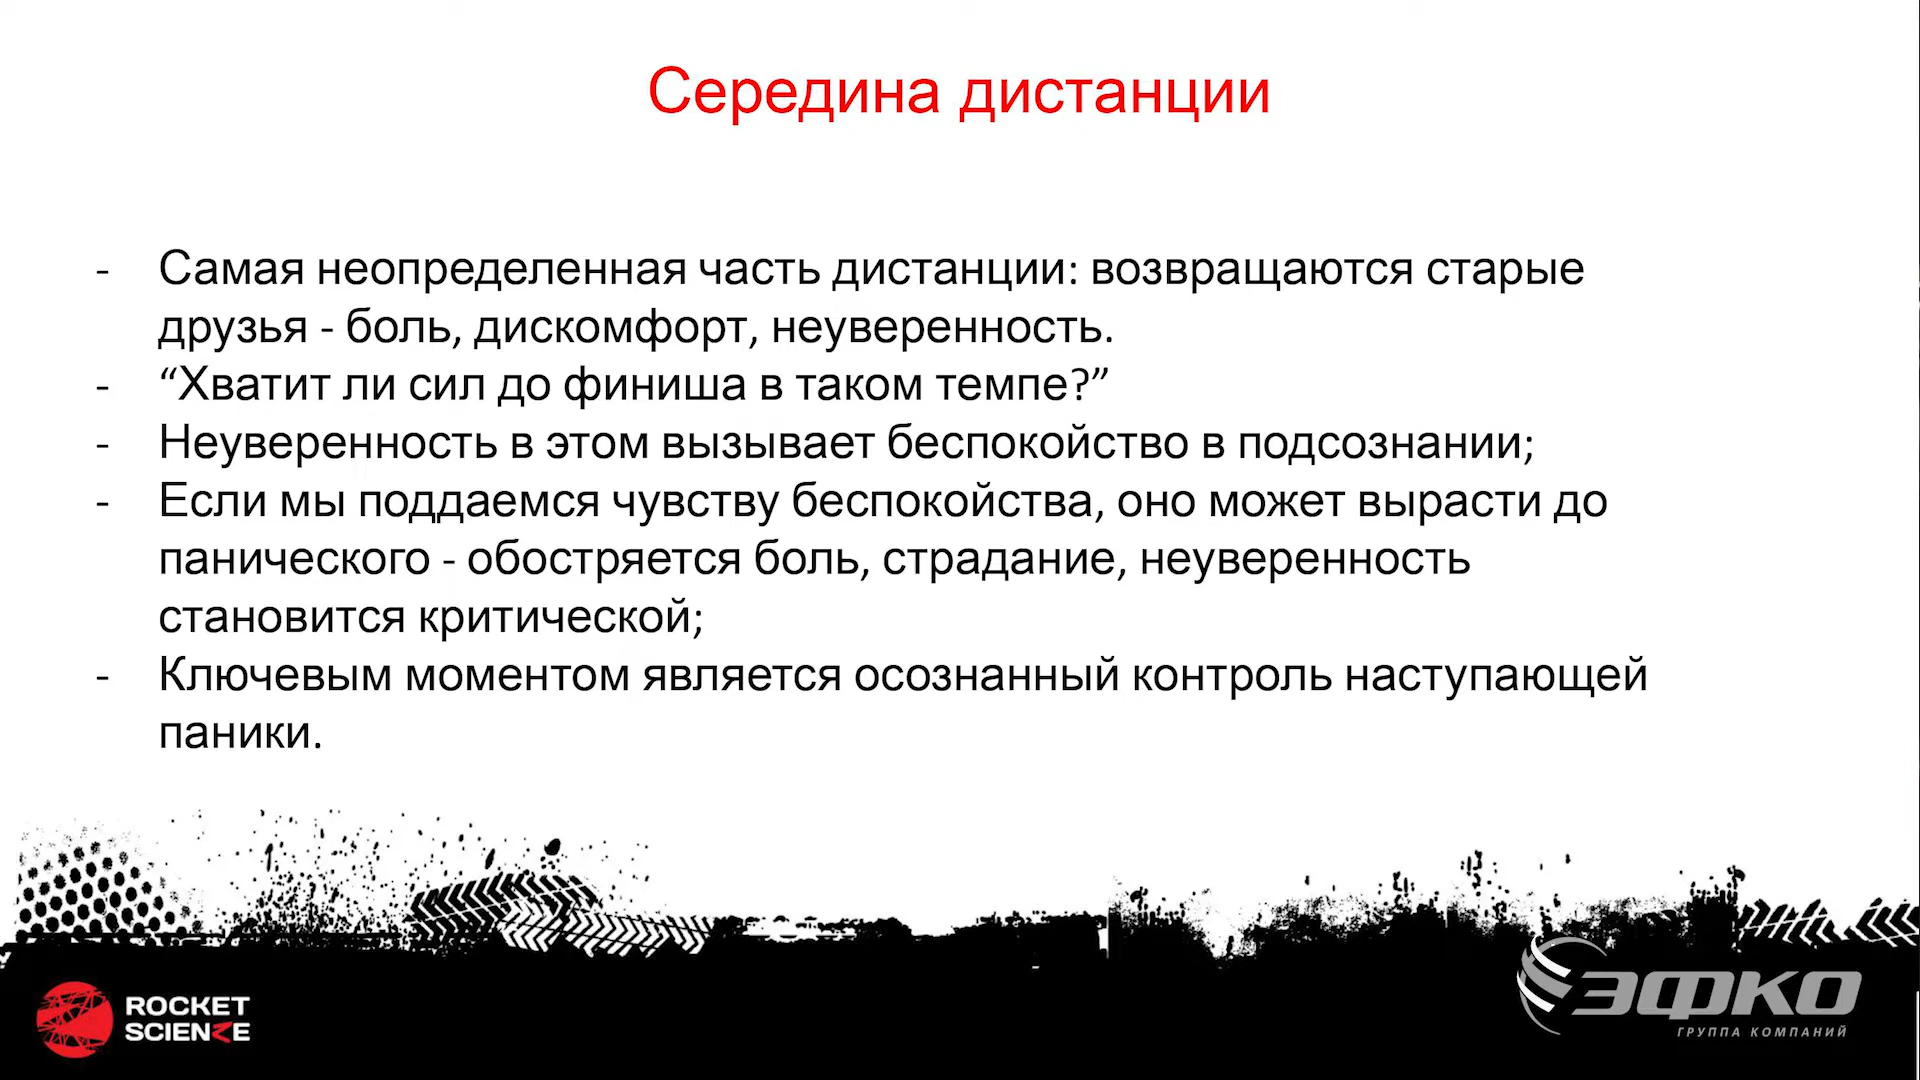 Середина дистанции
- Самая неопределенная часть дистанции: возвращаются старые
друзья - боль, дискомфорт, неуверенность.
- “Хватит ли сил до финиша в таком темпе?”
- Неуверенность в этом вызывает беспокойство в подсознании;
- Если мы поддаемся чувству беспокойства, оно может вырасти до
панического - обостряется боль, страдание, неуверенность
становится критической;
- Ключевым моментом является осознанный контроль наступающей
паники.
ROCKET
SCIENZE
ЭФКО
ГРУППА КОМПАНИЙ